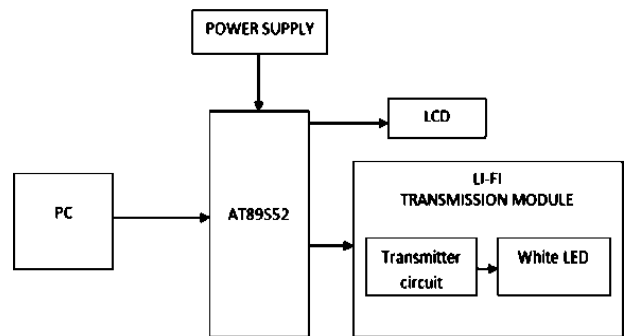 POWER SUPPLY
LCD
PC
AT89S52
LI-FI
TRANSMISSION MODULE
Transmitter
circuit
White LED